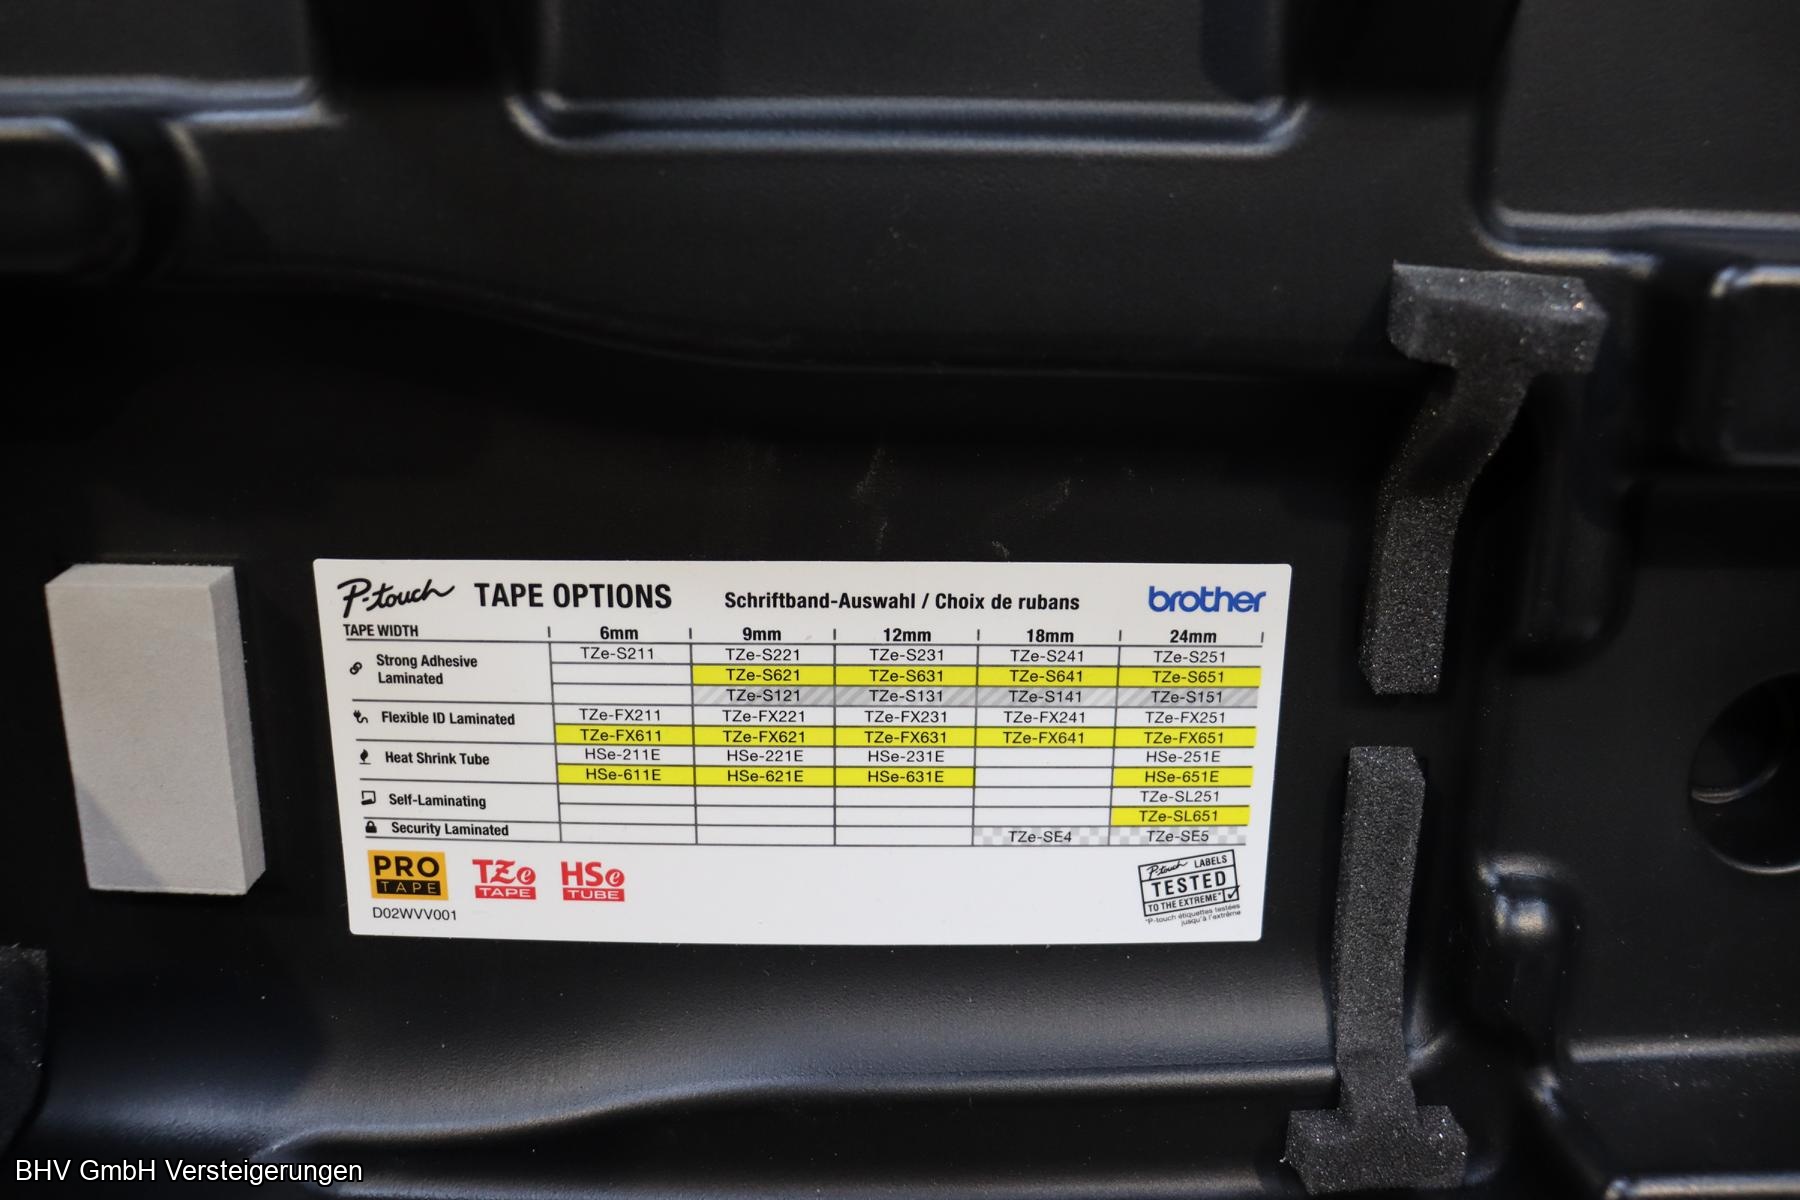 P-touch TAPE OPTIONS Schriftband-Auswahl / Choix de rubans brother
TAPE WIDTH 6mm 9mm 12mm 18mm 24mm
Strong Adhesive Laminated TZe-S211 TZe-S221 TZe-S231 TZe-S241 TZe-S251
TZe-S621 TZe-S631 TZe-S641 TZe-S651
TZe-S121 TZe-S131 TZe-S141 TZe-S151
Flexible ID Laminated TZe-FX211 TZe-FX221 TZe-FX231 TZe-FX241 TZe-FX251
TZe-FX611 TZe-FX621 TZe-FX631 TZe-FX641 TZe-FX651
Heat Shrink Tube HSe-211E HSe-221E HSe-231E HSe-251E
HSe-611E HSe-621E HSe-631E HSe-651E
Self-Laminating TZe-SL251
TZe-SL651
Security Laminated TZe-SE4 TZe-SE5
PRO TAPE
TZe TAPE
HSe TUBE
D02WVV001
P-touch LABELS
TESTED
TO THE EXTREME*
*P-touch étiquettes testées
jusqu'à l'extrême
BHV GmbH Versteigerungen